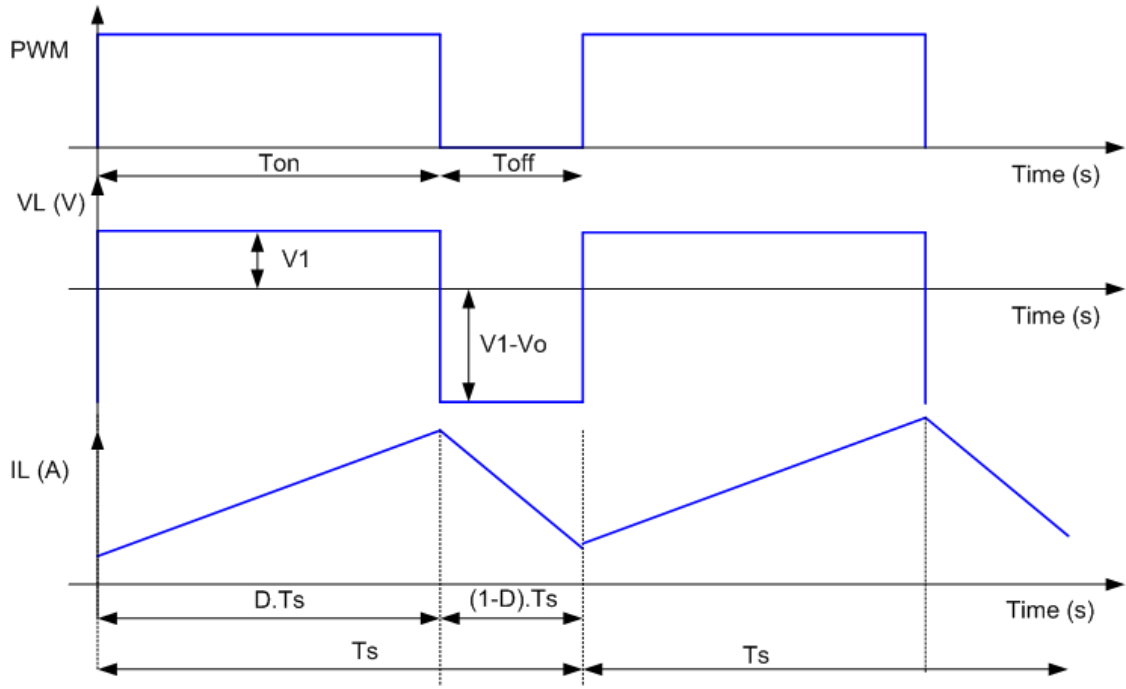 PWM
Ton
Toff
Time (s)
VL (V)
V1
Time (s)
V1-Vo
IL (A)
D.Ts
(1-D).Ts
Time (s)
Ts
Ts